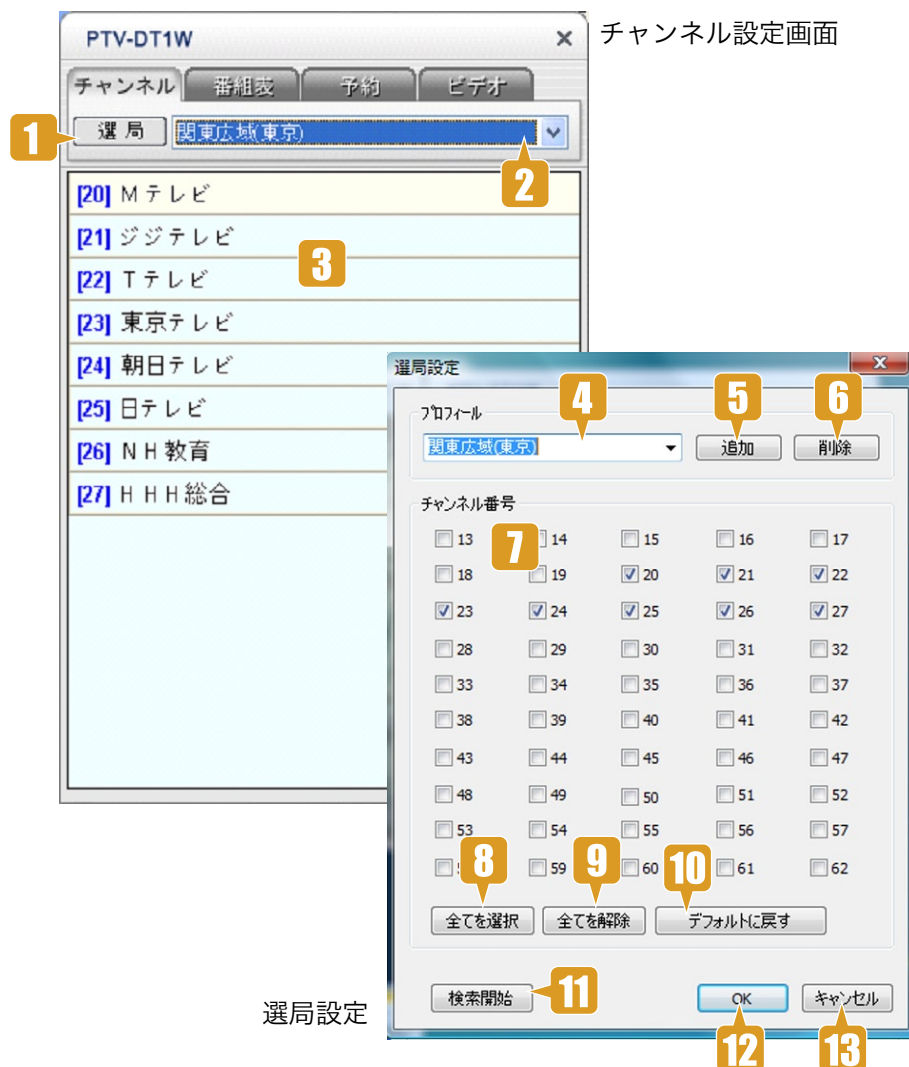 チャンネル設定画面
PTV-DT1W
チャンネル 番組表 予約 ビデオ
1 選局 関東広域(東京)
2
[20] Mテレビ
[21] ジジテレビ
3
[22] Tテレビ
[23] 東京テレビ
[24] 朝日テレビ
[25] 日テレビ
[26] NH教育
[27] HHH総合
選局設定
4 5 6
プロフィール
関東広域(東京) 追加 削除
チャンネル番号
7
13 14 15 16 17
18 19 20 21 22
23 24 25 26 27
28 29 30 31 32
33 34 35 36 37
38 39 40 41 42
43 44 45 46 47
48 49 50 51 52
53 54 55 56 57
8 9 10
59 60 61 62
全てを選択 全てを解除 デフォルトに戻す
検索開始 11 OK キャンセル
選局設定
12 13